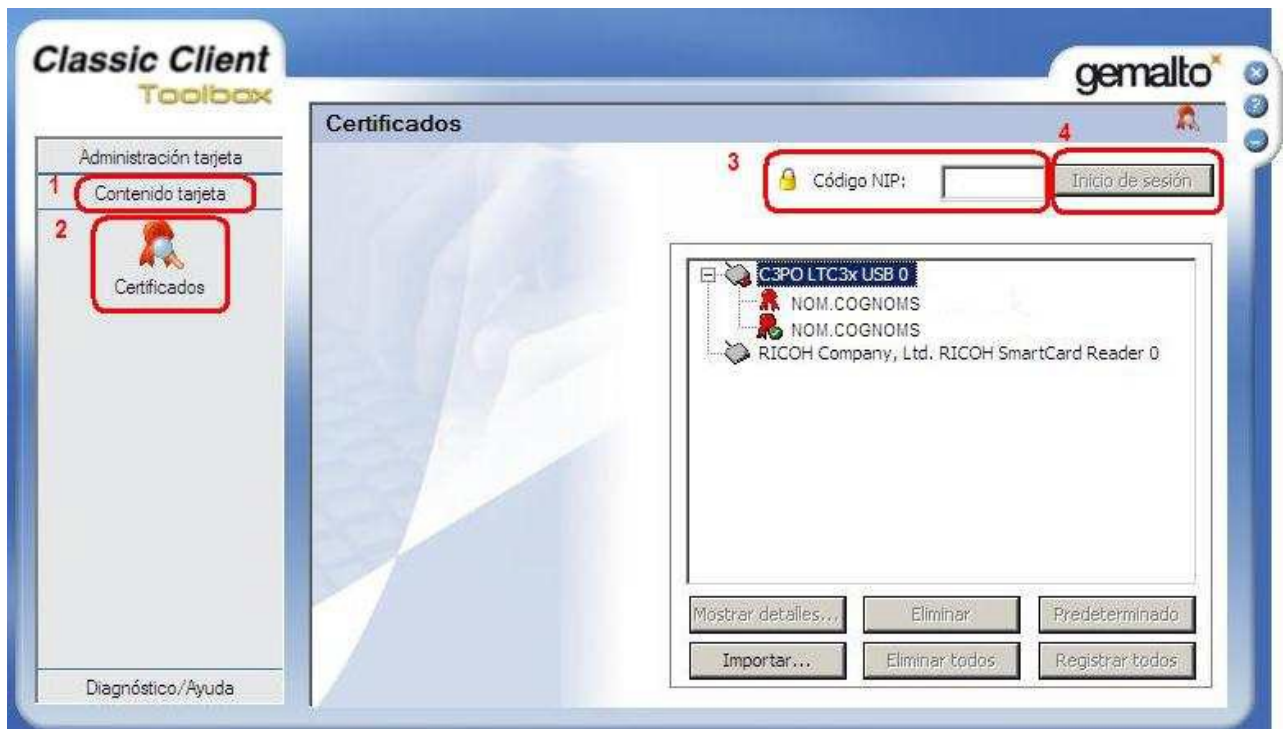 Classic Client
Toolbox
gemalto
Certificados
Administración tarjeta
1
Contenido tarjeta
2
Certificados
3
Código NIP:
4
Inicio de sesión
C3PO LTC3x USB 0
NOM.COGNOMS
NOM.COGNOMS
RICOH Company, Ltd. RICOH SmartCard Reader 0
Mostrar detalles...
Eliminar
Predeterminado
Importar...
Eliminar todos
Registrar todos
Diagnóstico/Ayuda